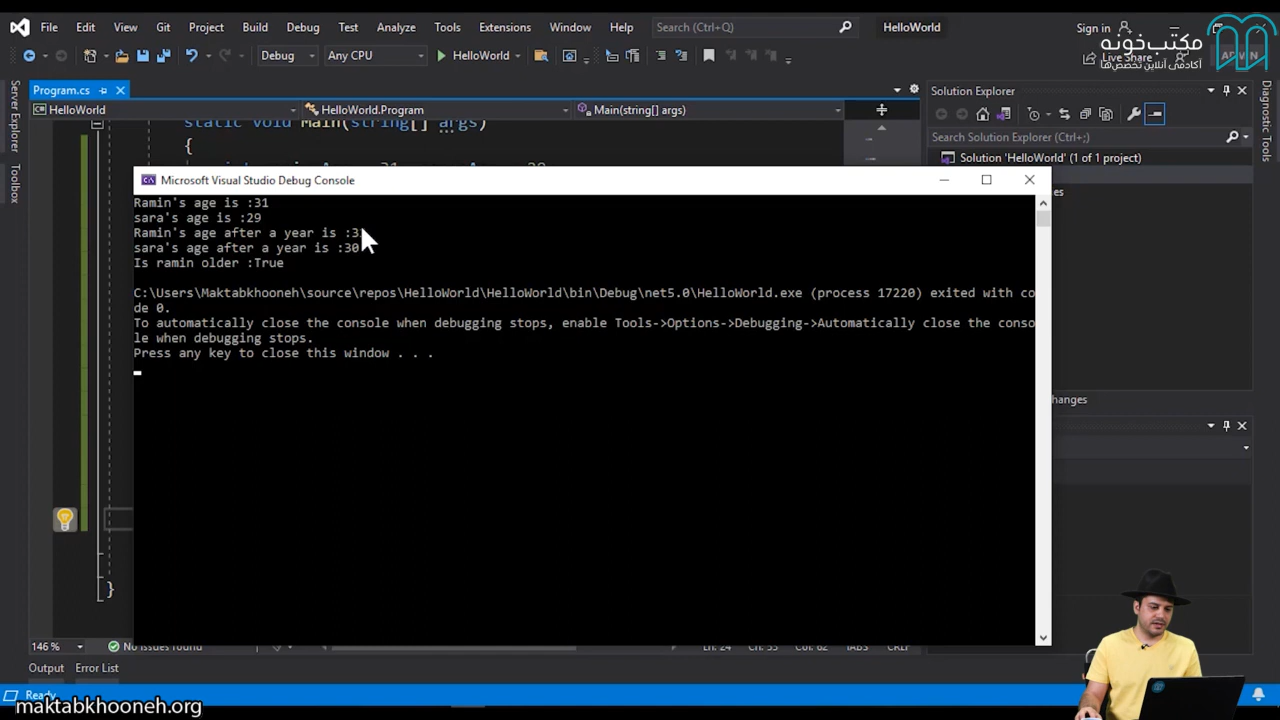 File Edit View Git Project Build Debug Test Analyze Tools Extensions Window Help Search (Ctrl+Q) HelloWorld Sign in
مکتب‌خونه
آکادمی آنلاین تخصص‌ها
Debug Any CPU HelloWorld Live Share
Program.cs
HelloWorld HelloWorld.Program Main(string[] args)
static void Main(string[] args)
{
Server Explorer
Toolbox
Solution Explorer
Search Solution Explorer (Ctrl+;)
Solution 'HelloWorld' (1 of 1 project)
Diagnostic Tools
Microsoft Visual Studio Debug Console
Ramin's age is :31
sara's age is :29
Ramin's age after a year is
sara's age after a year is :30
Is ramin older :True
C:\Users\Maktabkhooneh\source\repos\HelloWorld\HelloWorld\bin\Debug\net5.0\HelloWorld.exe (process 17220) exited with co
de 0.
To automatically close the console when debugging stops, enable Tools->Options->Debugging->Automatically close the conso
le when debugging stops.
Press any key to close this window . . .
}
146 % No issues found
Output Error List
Ready
maktabkhooneh.org